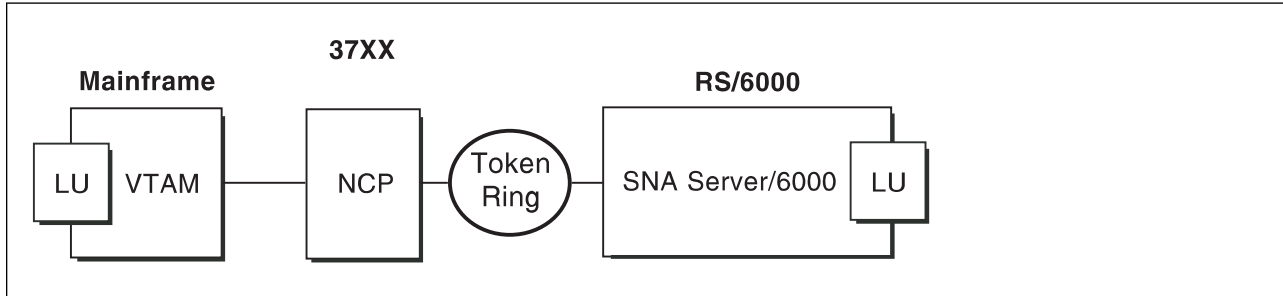 37XX
Mainframe
RS/6000
LU VTAM
NCP
Token
Ring
SNA Server/6000 LU